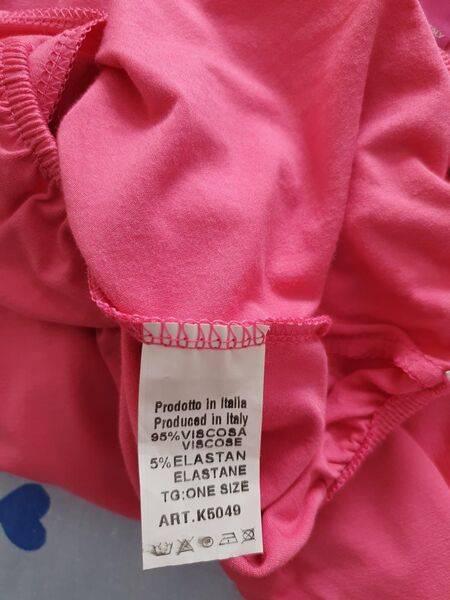 Prodotto in Italia
Produced in Italy
95%VISCOSA
VISCOSE
5%ELASTAN
ELASTANE
TG:ONE SIZE
ART.K5049